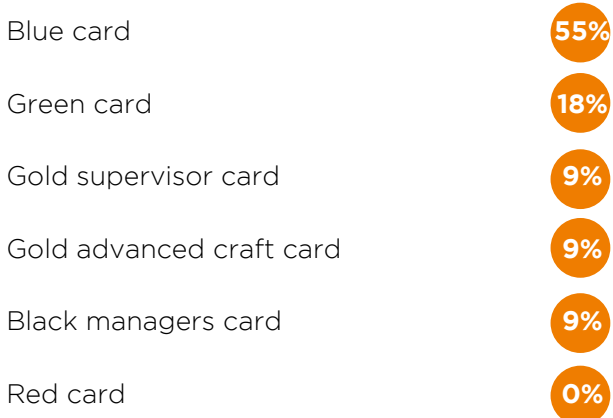 Blue card 55%
Green card 18%
Gold supervisor card 9%
Gold advanced craft card 9%
Black managers card 9%
Red card 0%